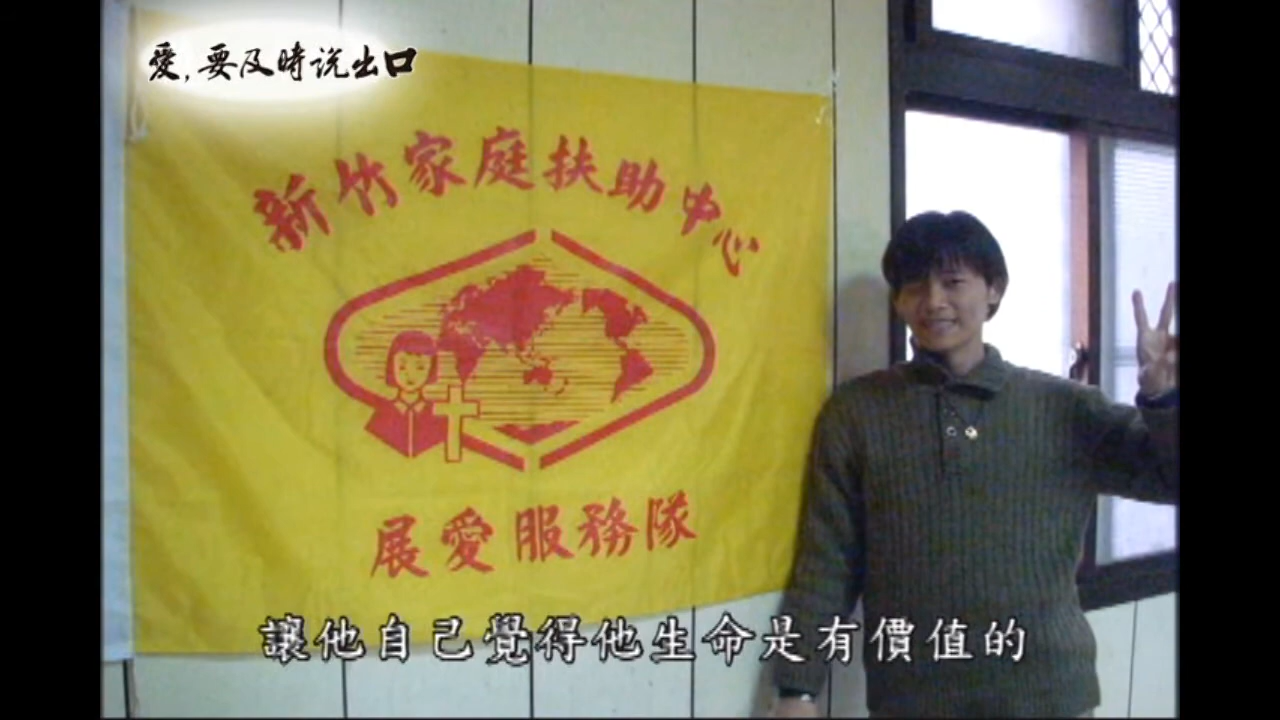 愛,要及時说出口
新竹家庭扶助中心
展愛服務隊
讓他自己覺得他生命是有價值的